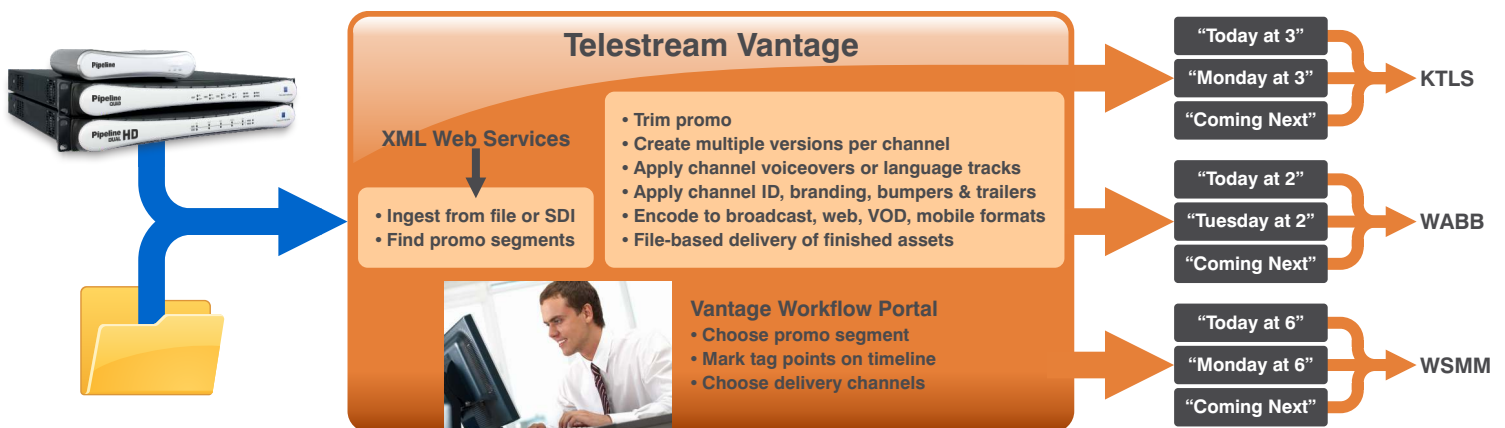 Pipeline
Pipeline
QUAD
Pipeline HD
DUAL
Telestream Vantage
XML Web Services
• Ingest from file or SDI
• Find promo segments
• Trim promo
• Create multiple versions per channel
• Apply channel voiceovers or language tracks
• Apply channel ID, branding, bumpers & trailers
• Encode to broadcast, web, VOD, mobile formats
• File-based delivery of finished assets
Vantage Workflow Portal
• Choose promo segment
• Mark tag points on timeline
• Choose delivery channels
“Today at 3”
“Monday at 3”
“Coming Next”
KTLS
“Today at 2”
“Tuesday at 2”
“Coming Next”
WABB
“Today at 6”
“Monday at 6”
“Coming Next”
WSMM